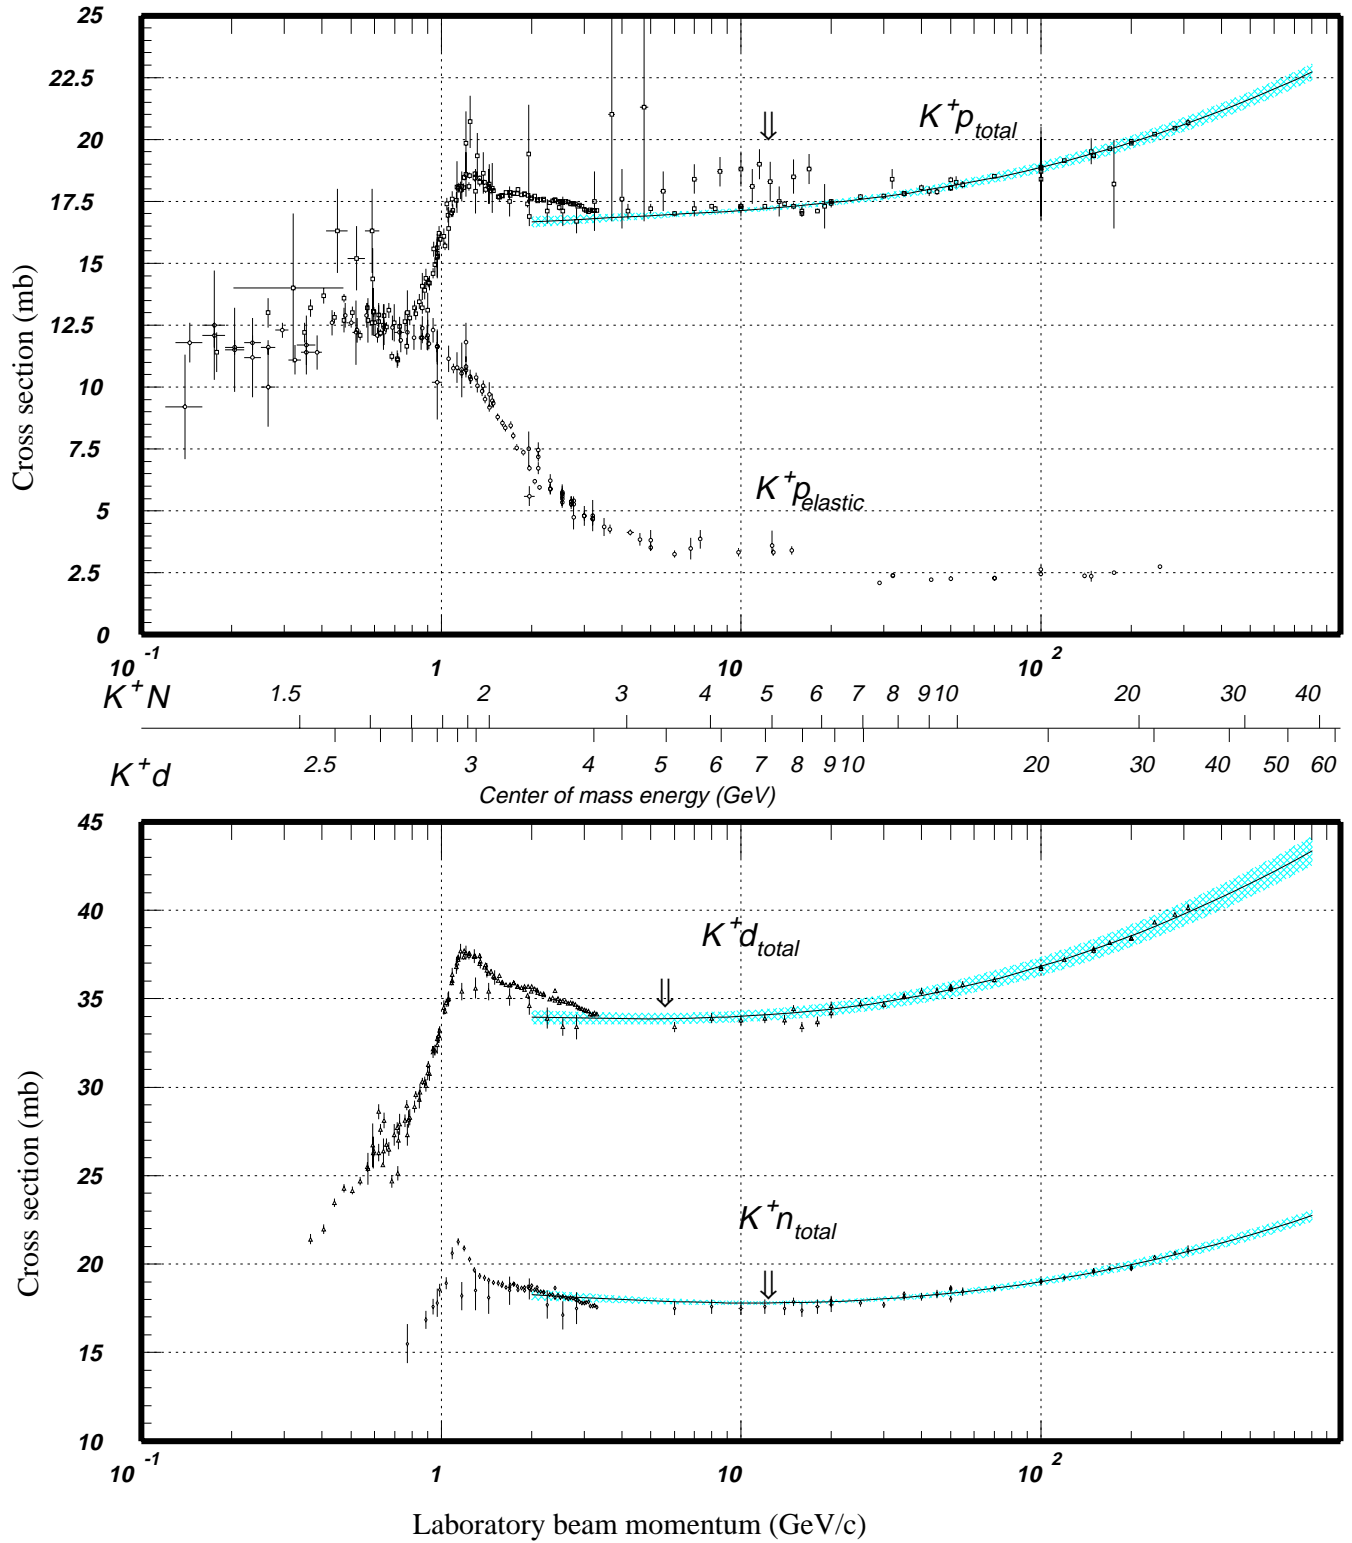 25
22.5
20
17.5
15
12.5
10
7.5
5
2.5
0
Cross section (mb)
K⁺p total
K⁺p elastic
⇓
10⁻¹ 1 10 10²
K⁺N 1.5 2 3 4 5 6 7 8 9 10 20 30 40
K⁺d 2.5 3 4 5 6 7 8 9 10 20 30 40 50 60
Center of mass energy (GeV)
45
40
35
30
25
20
15
10
Cross section (mb)
K⁺d total
⇓
K⁺n total
⇓
10⁻¹ 1 10 10²
Laboratory beam momentum (GeV/c)